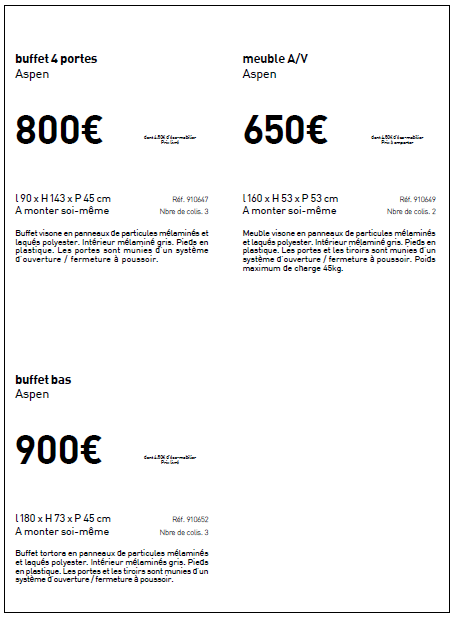 buffet 4 portes
Aspen
800€
Dont 4.50€ d'éco-mobilier
Prix livré
l 90 x H 143 x P 45 cm
Réf. 910647
A monter soi-même
Nbre de colis. 3
Buffet visone en panneaux de particules mélaminés et
laqués polyester. Intérieur mélaminé gris. Pieds en
plastique. Les portes sont munies d'un système
d'ouverture / fermeture à poussoir.
meuble A/V
Aspen
650€
Prix à emporter
l 160 x H 53 x P 53 cm
Réf. 910649
A monter soi-même
Nbre de colis. 2
Meuble visone en panneaux de particules mélaminés
et laqués polyester. Intérieur mélaminé gris. Pieds en
plastique. Les portes et les tiroirs sont munies d'un
système d'ouverture / fermeture à poussoir. Poids
maximum de charge 45kg.
buffet bas
Aspen
900€
Dont 4.50€ d'éco-mobilier
Prix livré
l 180 x H 73 x P 45 cm
Réf. 910652
A monter soi-même
Nbre de colis. 3
Buffet tortora en panneaux de particules mélaminés
et laqués polyester. Intérieur mélaminés gris. Pieds
en plastique. Les portes et les tiroirs sont munies d'un
système d'ouverture / fermeture à poussoir.